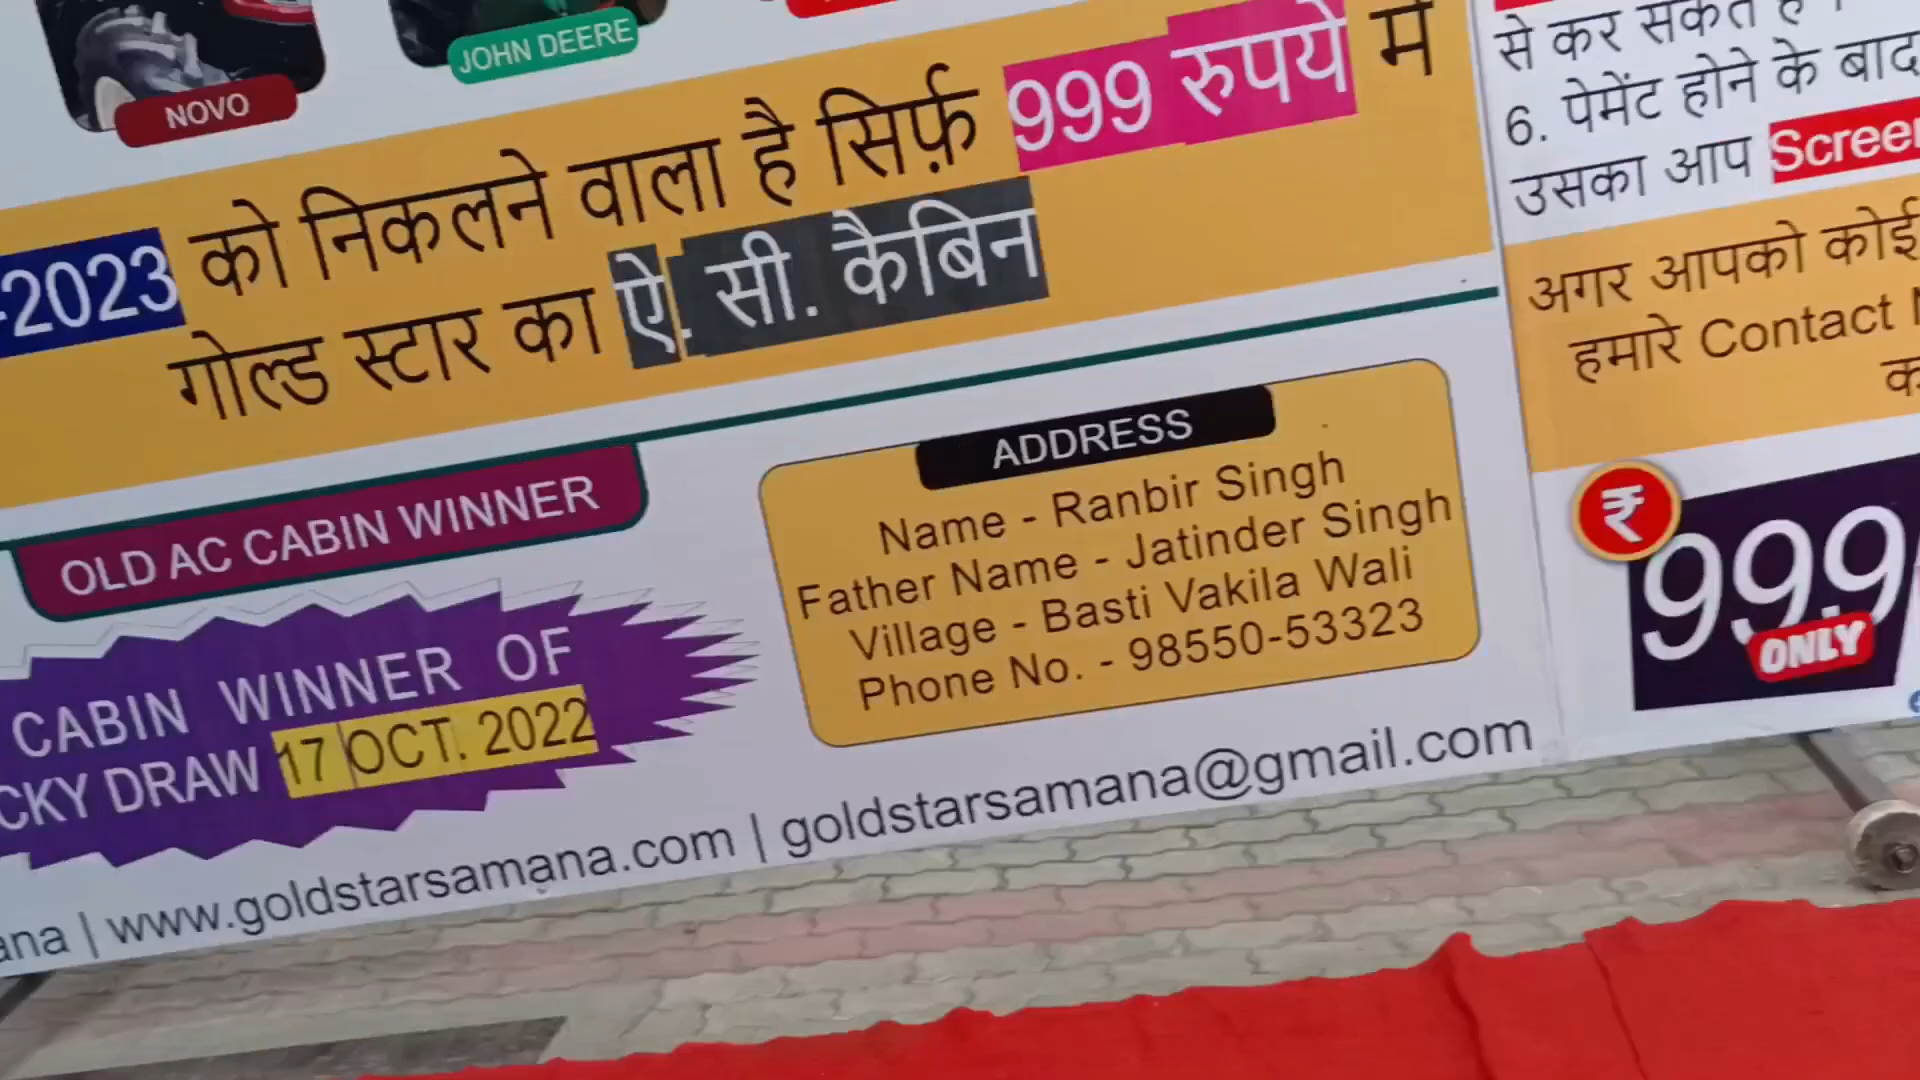 NOVO
JOHN DEERE
-2023 को निकलने वाला है सिर्फ़ 999 रुपये में
गोल्ड स्टार का ऐ. सी. कैबिन
OLD AC CABIN WINNER
CABIN WINNER OF
CKY DRAW 17 OCT. 2022
ADDRESS
Name - Ranbir Singh
Father Name - Jatinder Singh
Village - Basti Vakila Wali
Phone No. - 98550-53323
ana | www.goldstarsamana.com | goldstarsamana@gmail.com
से कर सकते है ।
6. पेमेंट होने के बाद
उसका आप Screen
अगर आपको कोई
हमारे Contact
₹ 999
ONLY